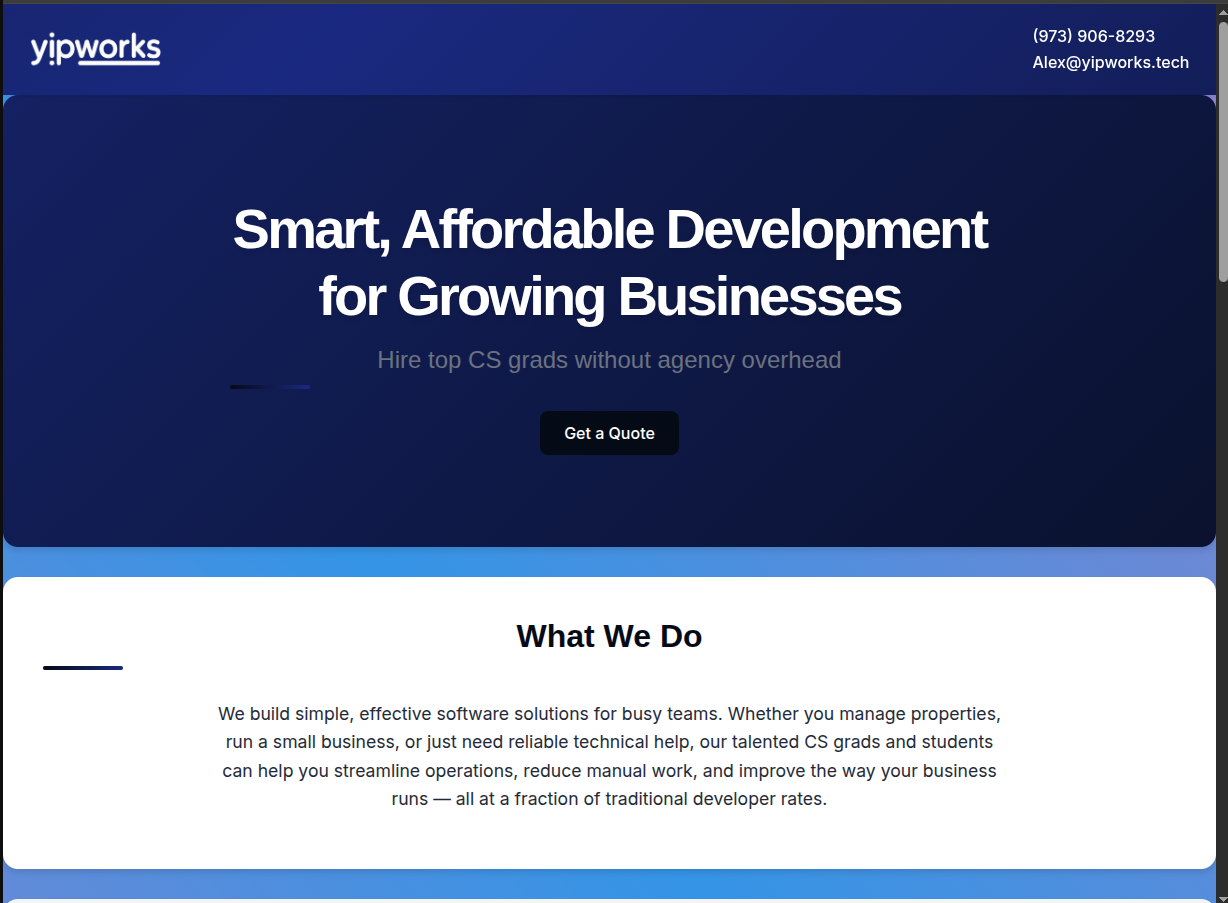 yipworks
(973) 906-8293
Alex@yipworks.tech
Smart, Affordable Development
for Growing Businesses
Hire top CS grads without agency overhead
Get a Quote
What We Do
We build simple, effective software solutions for busy teams. Whether you manage properties,
run a small business, or just need reliable technical help, our talented CS grads and students
can help you streamline operations, reduce manual work, and improve the way your business
runs — all at a fraction of traditional developer rates.